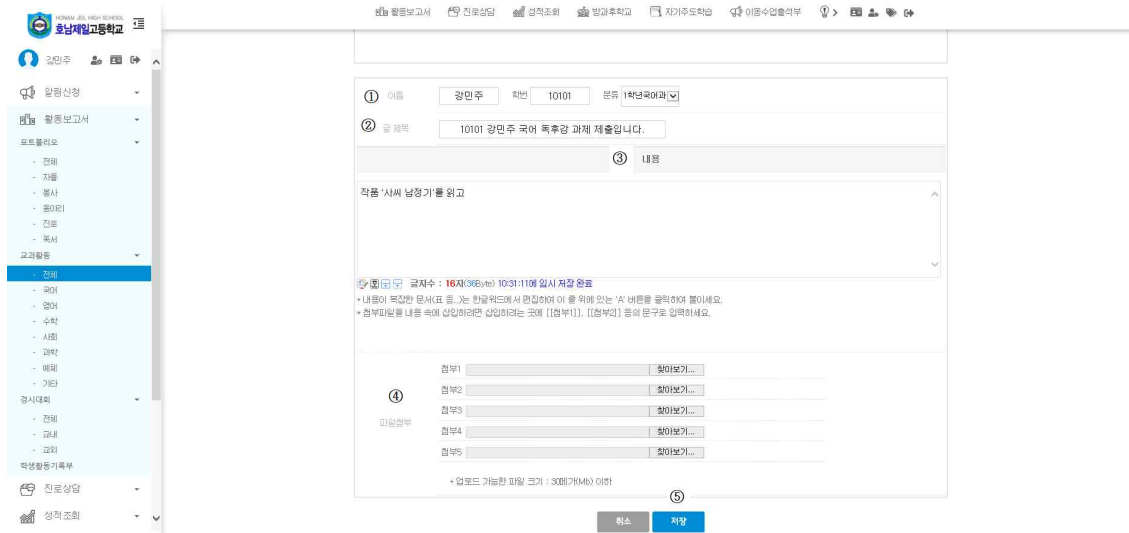 활동보고서 진로상담 성적조회 방과후학교 자기주도학습 이동수업출석부
HONAM JEIL HIGH SCHOOL
호남제일고등학교
강민주
알림신청
활동보고서
포트폴리오
- 전체
- 자율
- 봉사
- 동아리
- 진로
- 독서
교과활동
- 전체
- 국어
- 영어
- 수학
- 사회
- 과학
- 예체
- 기타
경시대회
- 전체
- 교내
- 교외
학생활동기록부
진로상담
성적조회
① 이름 강민주 학번 10101 분류 1학년국어과
② 글 제목 10101 강민주 국어 독후감 과제 제출입니다.
③ 내용
작품 '사씨 남정기'를 읽고
글자수 : 16자(36Byte) 10:31:11에 임시 저장 완료
* 내용이 복잡한 문서(표 등..)는 한글워드에서 편집하여 이 줄 위에 있는 'A' 버튼을 클릭하여 붙이세요.
* 첨부파일을 내용 속에 삽입하려면 삽입하려는 곳에 [[첨부1]], [[첨부2]] 등의 문구로 입력하세요.
④
파일첨부
첨부1 찾아보기...
첨부2 찾아보기...
첨부3 찾아보기...
첨부4 찾아보기...
첨부5 찾아보기...
* 업로드 가능한 파일 크기 : 30메가(Mb) 이하
⑤
취소 저장